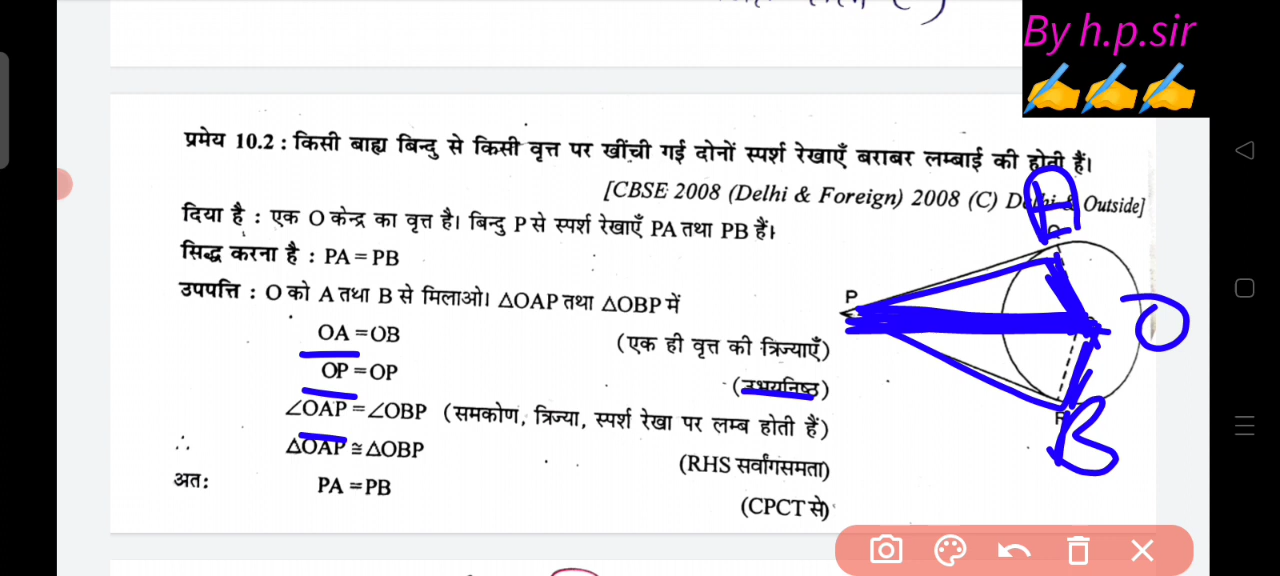 By h.p.sir
प्रमेय 10.2 : किसी बाह्य बिन्दु से किसी वृत्त पर खींची गई दोनों स्पर्श रेखाएँ बराबर लम्बाई की होती हैं।
[CBSE 2008 (Delhi & Foreign) 2008 (C) Delhi & Outside]
दिया है : एक O केन्द्र का वृत्त है। बिन्दु P से स्पर्श रेखाएँ PA तथा PB हैं।
सिद्ध करना है : PA = PB
उपपत्ति : O को A तथा B से मिलाओ। △OAP तथा △OBP में
OA = OB (एक ही वृत्त की त्रिज्याएँ)
OP = OP (उभयनिष्ठ)
∠OAP = ∠OBP (समकोण, त्रिज्या, स्पर्श रेखा पर लम्ब होती हैं)
∴ △OAP ≅ △OBP (RHS सर्वांगसमता)
अत: PA = PB (CPCT से)
A
P
O
B